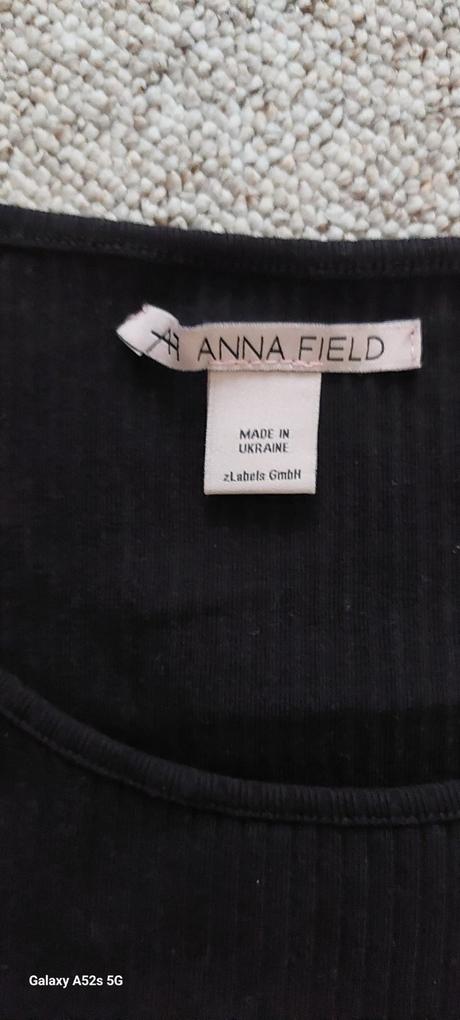 ANNA FIELD
MADE IN
UKRAINE
zLabels GmbH
Galaxy A52s 5G